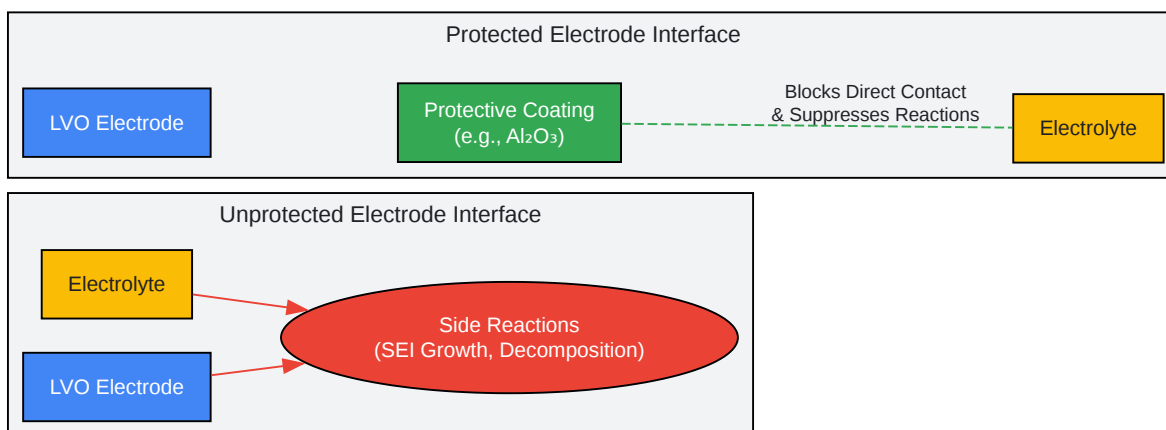 Protected Electrode Interface
LVO Electrode
Protective Coating
(e.g., Al₂O₃)
Blocks Direct Contact
& Suppresses Reactions
Electrolyte
Unprotected Electrode Interface
Electrolyte
Side Reactions
(SEI Growth, Decomposition)
LVO Electrode